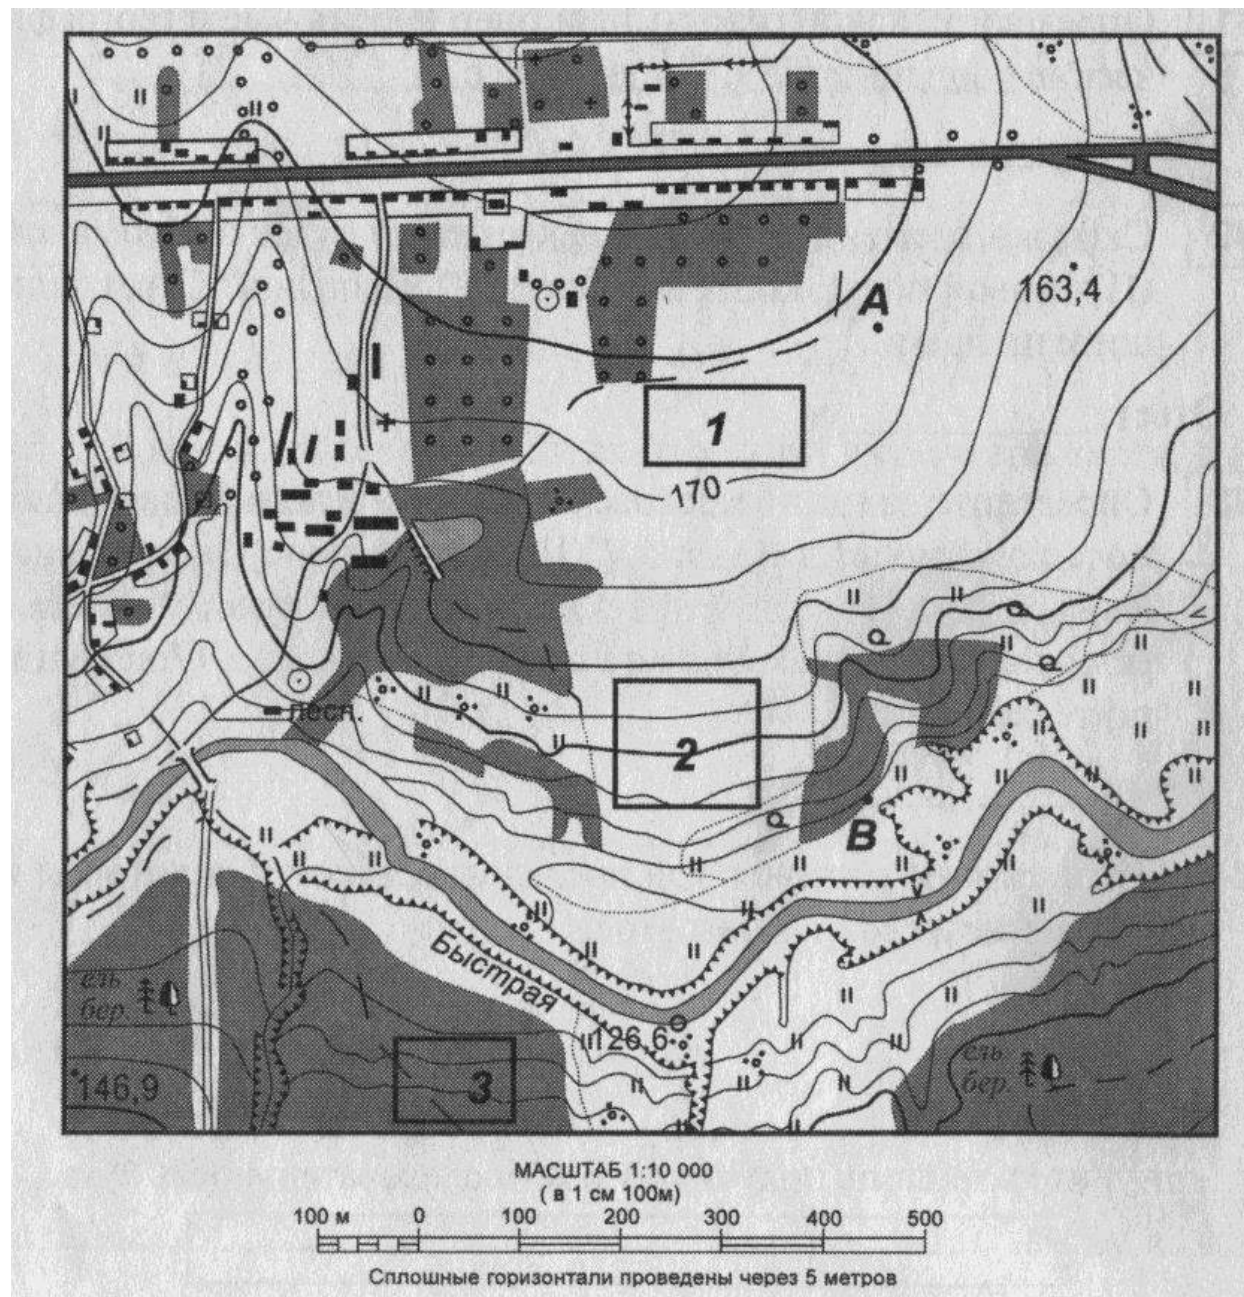 А
163,4
1
170
лесн.
2
В
Быстрая
ель
бер.
126,6
ель
бер.
146,9
3
МАСШТАБ 1:10 000
( в 1 см 100м)
100 м 0 100 200 300 400 500
Сплошные горизонтали проведены через 5 метров